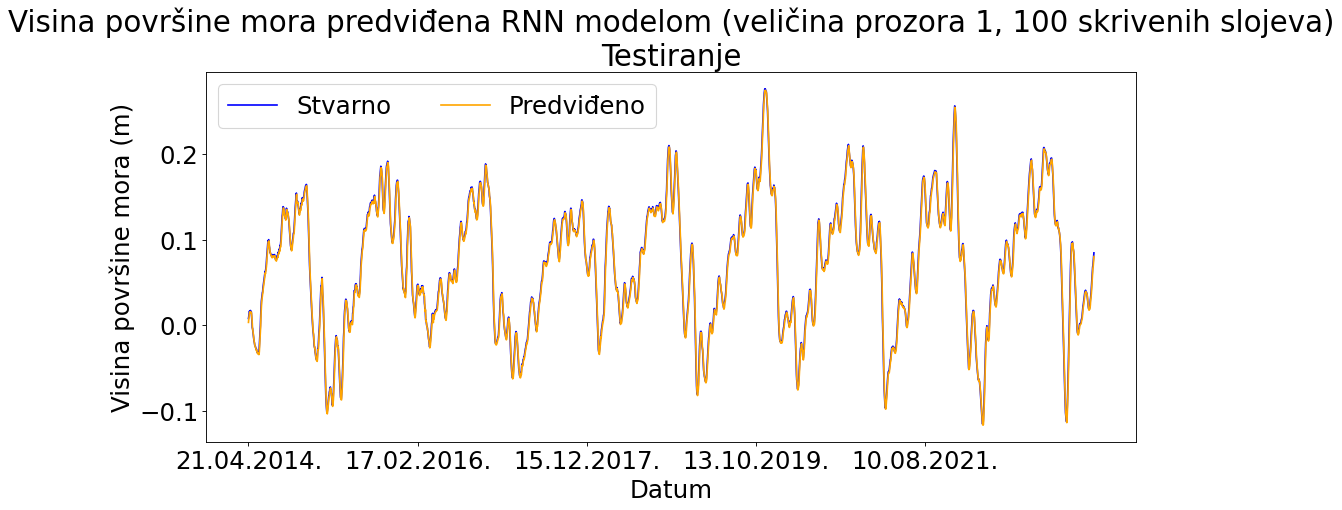 Visina površine mora predviđena RNN modelom (veličina prozora 1, 100 skrivenih slojeva)
Testiranje
Stvarno
Predviđeno
Visina površine mora (m)
0.2
0.1
0.0
−0.1
21.04.2014. 17.02.2016. 15.12.2017. 13.10.2019. 10.08.2021.
Datum